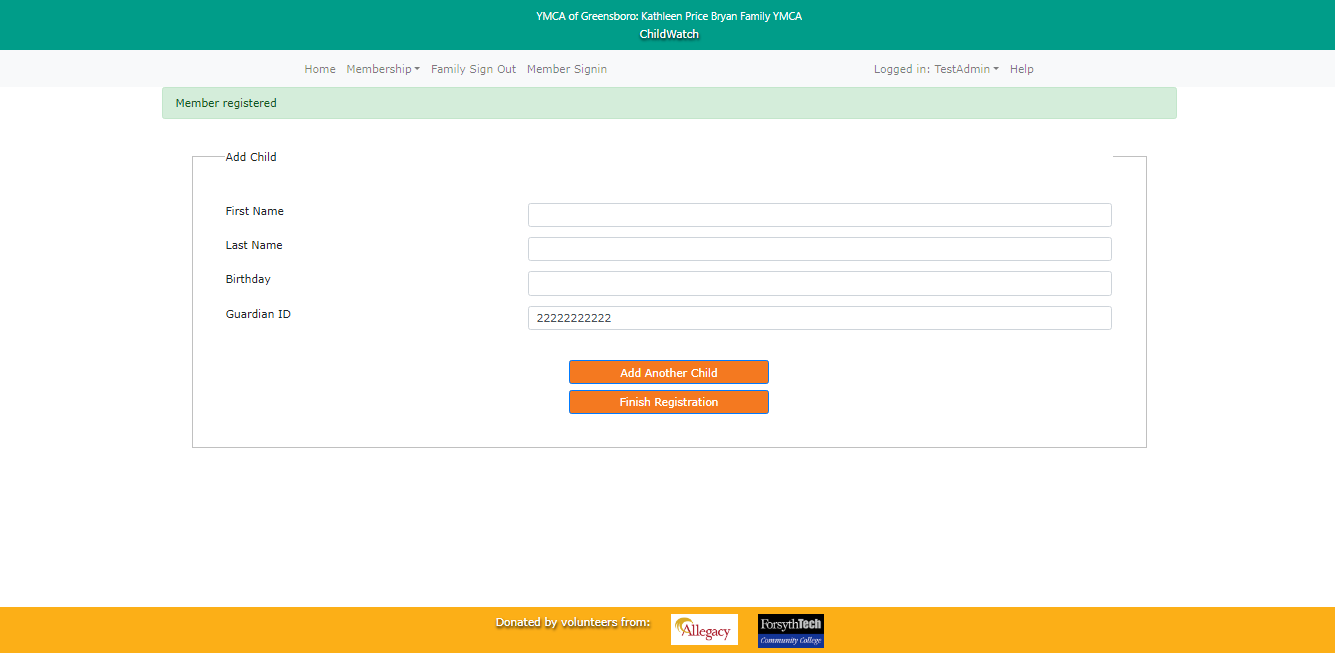 YMCA of Greensboro: Kathleen Price Bryan Family YMCA
ChildWatch
Home Membership Family Sign Out Member Signin Logged in: TestAdmin Help
Member registered
Add Child
First Name
Last Name
Birthday
Guardian ID 22222222222
Add Another Child
Finish Registration
Donated by volunteers from: Allegacy ForsythTech
Community College